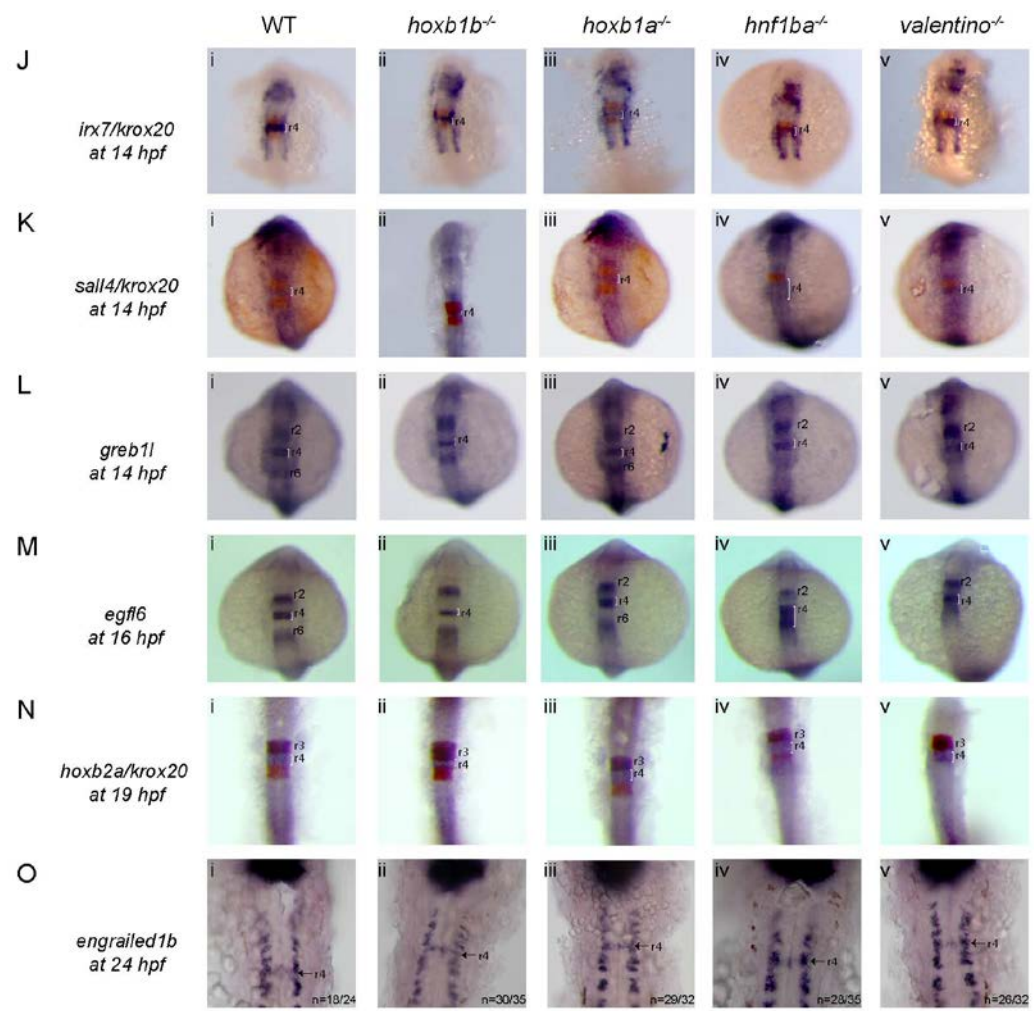 WT hoxb1b-/- hoxb1a-/- hnf1ba-/- valentino-/-
J
irx7/krox20
at 14 hpf
i ii iii iv v
r4 r4 r4 r4 r4
K
sall4/krox20
at 14 hpf
i ii iii iv v
r4 r4 r4 r4 r4
L
greb1l
at 14 hpf
i ii iii iv v
r2 r2 r2 r2
r4 r4 r4 r4 r4
r6 r6
M
egfl6
at 16 hpf
i ii iii iv v
r2 r2 r2 r2
r4 r4 r4 r4 r4
r6 r6
N
hoxb2a/krox20
at 19 hpf
i ii iii iv v
r3 r3 r3 r3 r3
r4 r4 r4 r4 r4
O
engrailed1b
at 24 hpf
i ii iii iv v
r4 r4 r4 r4 r4
n=18/24 n=30/35 n=29/32 n=28/35 n=26/32